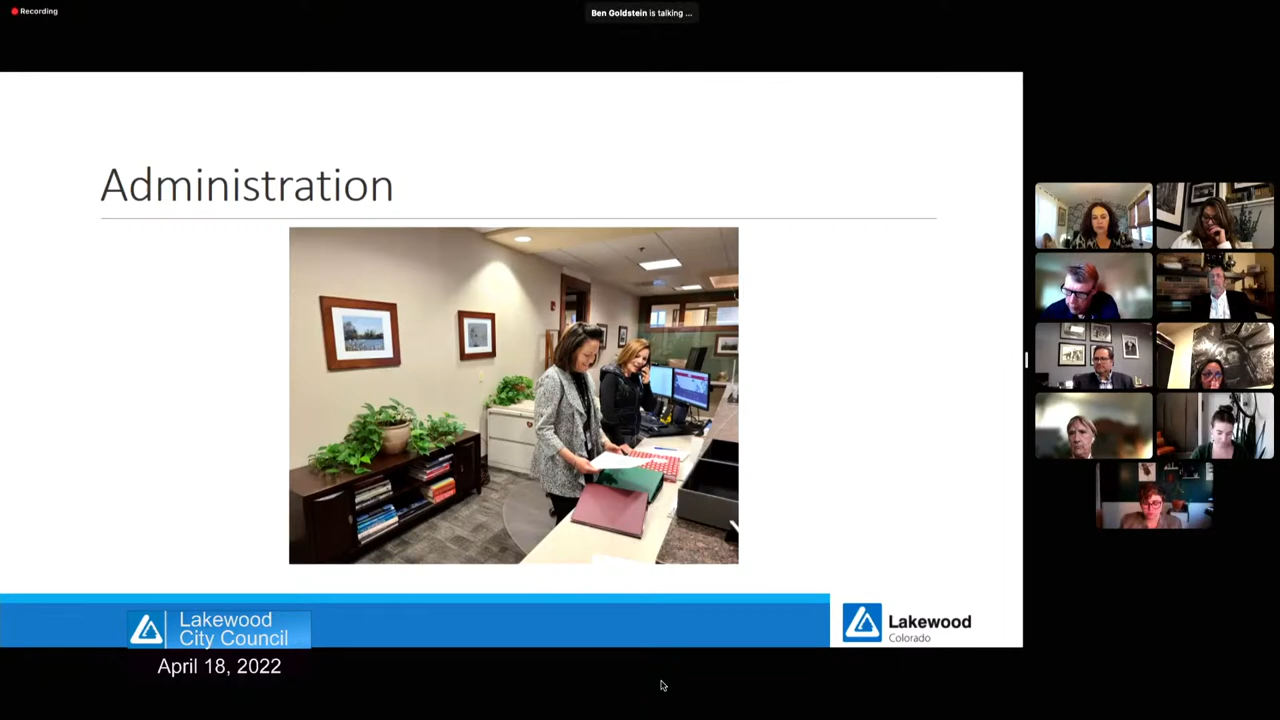 Recording
Ben Goldstein is talking ...
Administration
Lakewood
City Council
April 18, 2022
Lakewood
Colorado